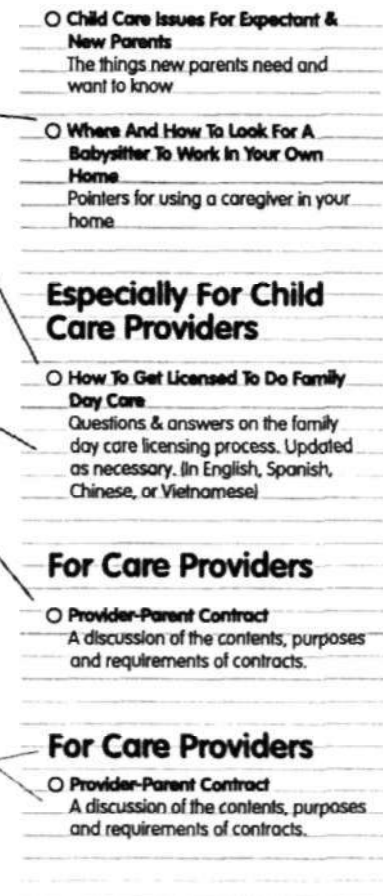 O Child Care Issues For Expectant &
New Parents
The things new parents need and
want to know
O Where And How To Look For A
Babysitter To Work In Your Own
Home
Pointers for using a caregiver in your
home
Especially For Child
Care Providers
O How To Get Licensed To Do Family
Day Care
Questions & answers on the family
day care licensing process. Updated
as necessary. (In English, Spanish,
Chinese, or Vietnamese)
For Care Providers
O Provider-Parent Contract
A discussion of the contents, purposes
and requirements of contracts.
For Care Providers
O Provider-Parent Contract
A discussion of the contents, purposes
and requirements of contracts.